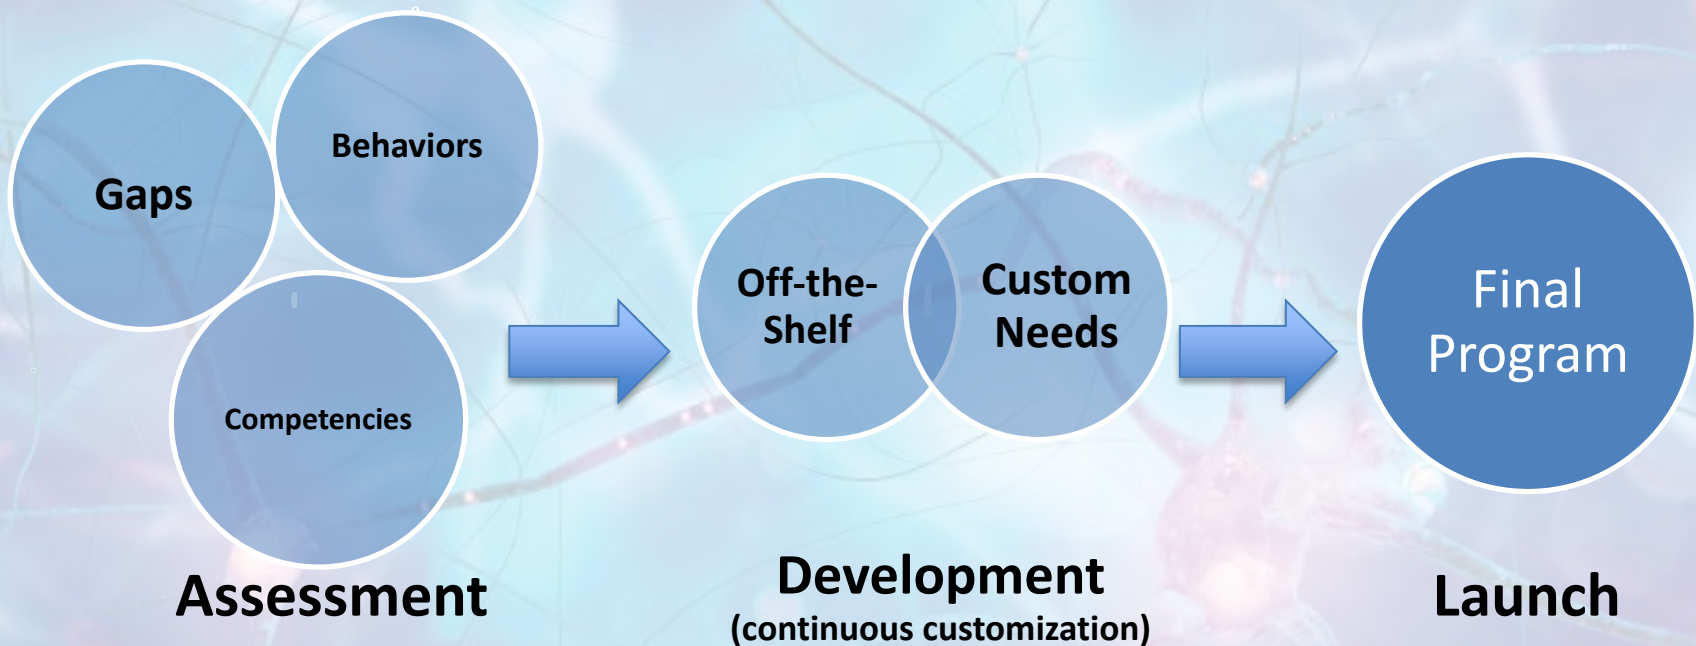 Gaps
Behaviors
Competencies
Assessment
Off-the-
Shelf
Custom
Needs
Development
(continuous customization)
Final
Program
Launch